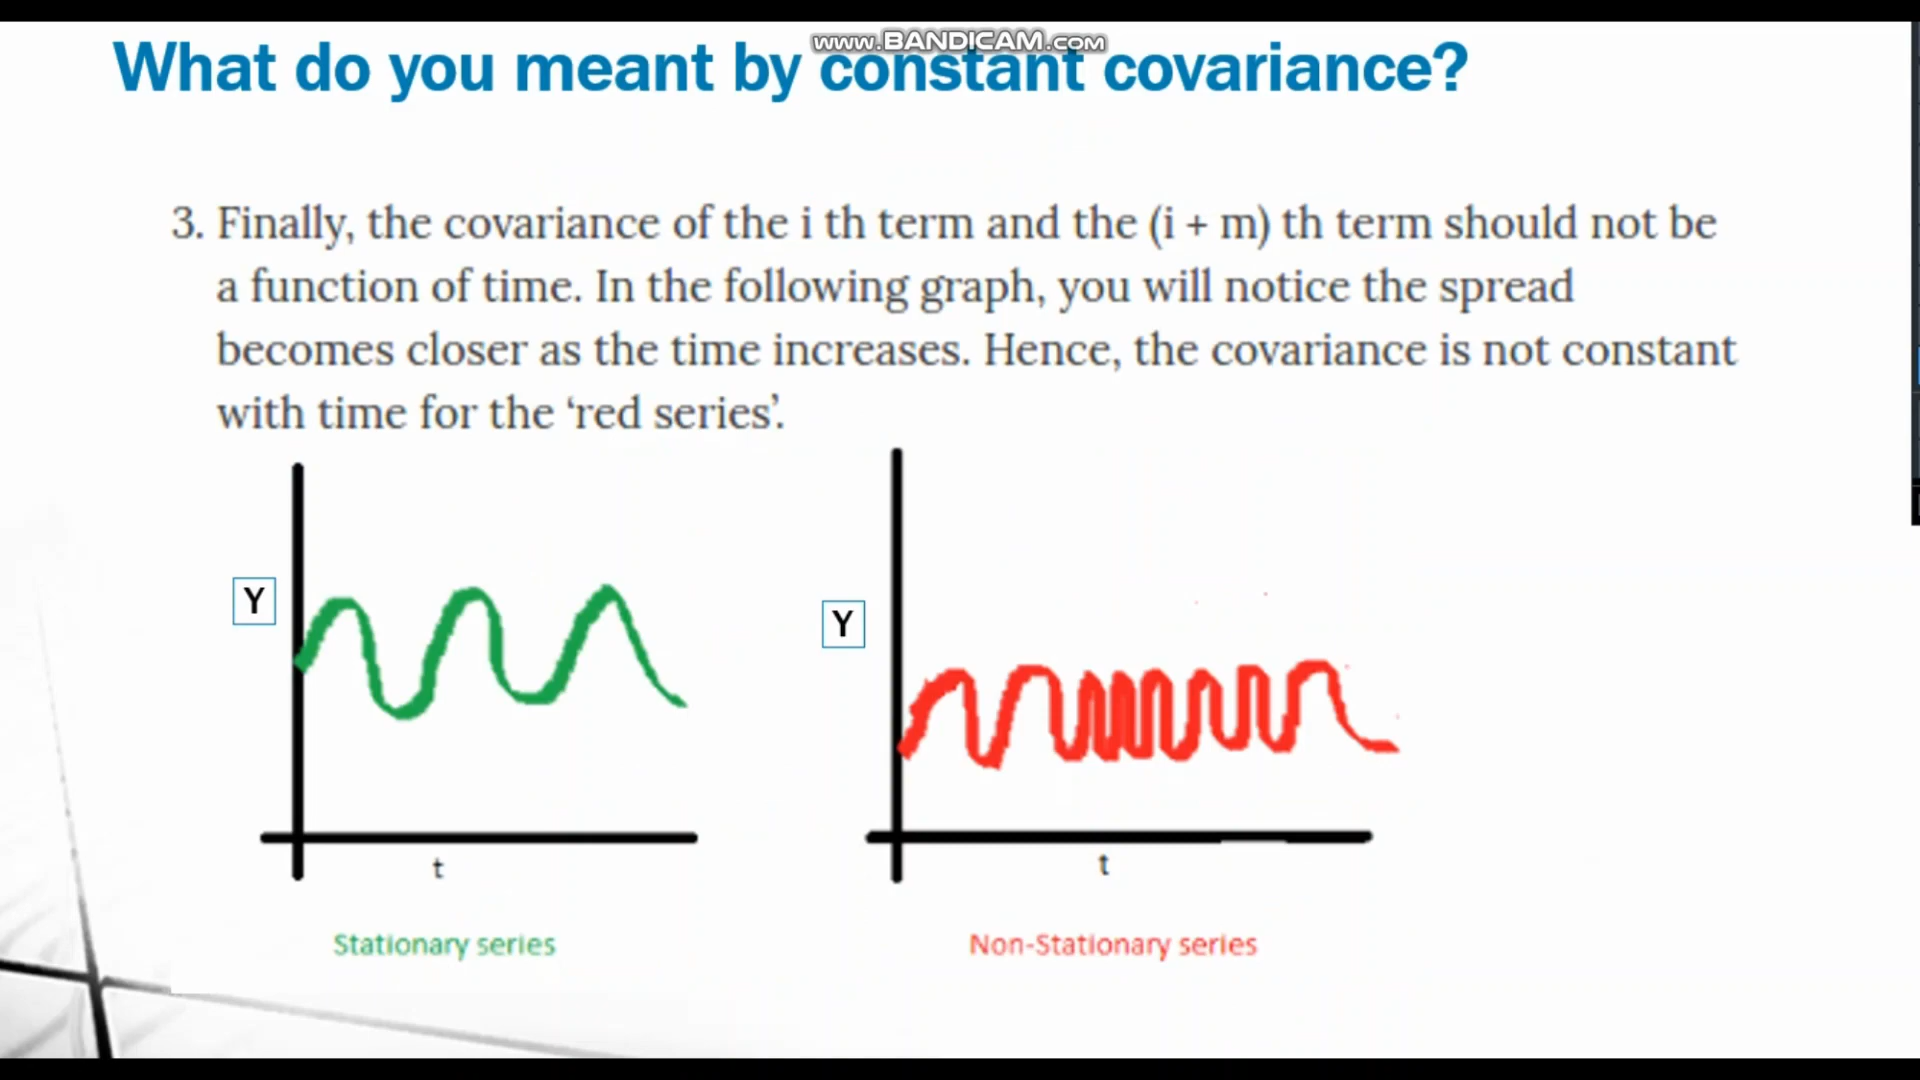 www.BANDICAM.com
What do you meant by constant covariance?
3. Finally, the covariance of the i th term and the (i + m) th term should not be
a function of time. In the following graph, you will notice the spread
becomes closer as the time increases. Hence, the covariance is not constant
with time for the ‘red series’.
Y
Y
t
t
Stationary series
Non-Stationary series